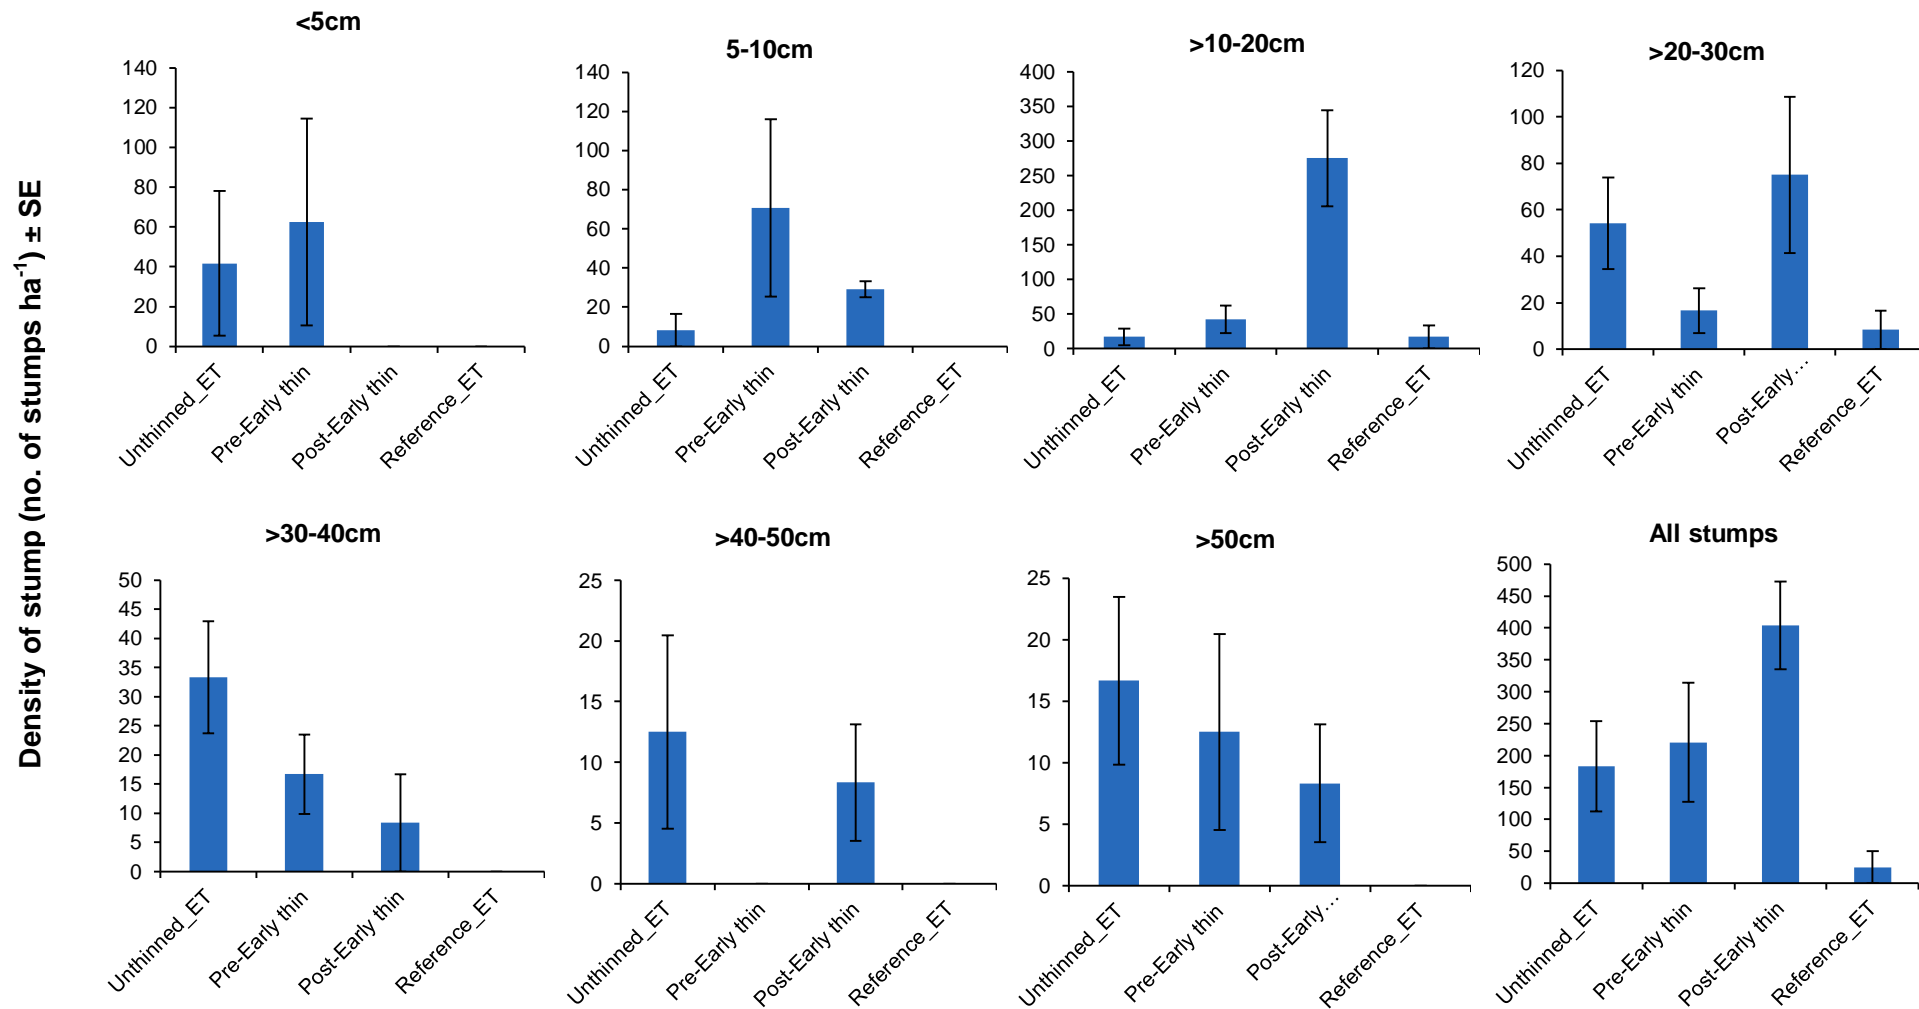 Density of stump (no. of stumps ha⁻¹) ± SE
<5cm
140
120
100
80
60
40
20
0
Unthinned_ET
Pre-Early thin
Post-Early thin
Reference_ET
5-10cm
140
120
100
80
60
40
20
0
Unthinned_ET
Pre-Early thin
Post-Early thin
Reference_ET
>10-20cm
400
350
300
250
200
150
100
50
0
Unthinned_ET
Pre-Early thin
Post-Early thin
Reference_ET
>20-30cm
120
100
80
60
40
20
0
Unthinned_ET
Pre-Early thin
Post-Early...
Reference_ET
>30-40cm
50
45
40
35
30
25
20
15
10
5
0
Unthinned_ET
Pre-Early thin
Post-Early thin
Reference_ET
>40-50cm
25
20
15
10
5
0
Unthinned_ET
Pre-Early thin
Post-Early thin
Reference_ET
>50cm
25
20
15
10
5
0
Unthinned_ET
Pre-Early thin
Post-Early...
Reference_ET
All stumps
500
450
400
350
300
250
200
150
100
50
0
Unthinned_ET
Pre-Early thin
Post-Early thin
Reference_ET